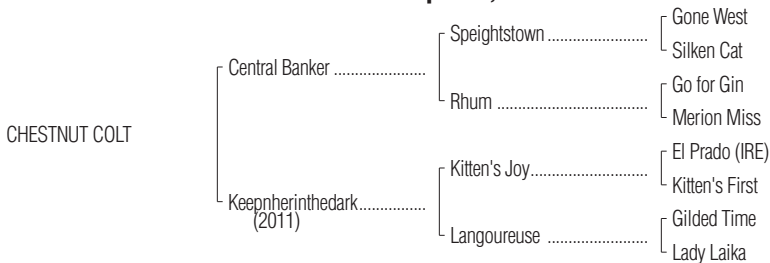 Gone West
Speightstown
Silken Cat
Central Banker
Go for Gin
Rhum
Merion Miss
CHESTNUT COLT
El Prado (IRE)
Kitten's Joy
Kitten's First
Keepnherinthedark
(2011)
Gilded Time
Langoureuse
Lady Laika